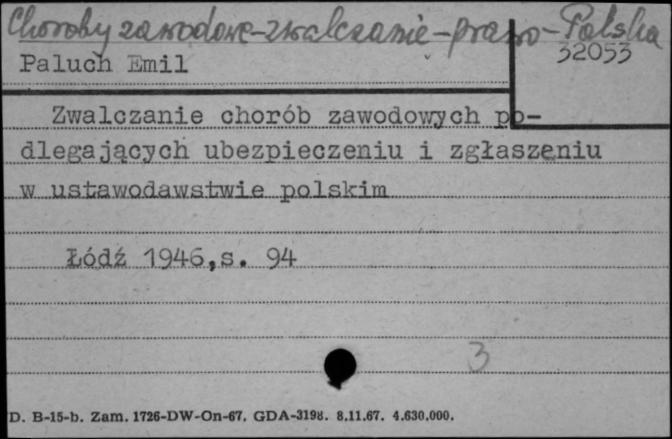 Choroby zawodowe-zwalczanie-prawo-Polska
32053
Paluch Emil
Zwalczanie chorób zawodowych po-
dlegających ubezpieczeniu i zgłaszeniu
w ustawodawstwie polskim
Łódź 1946,s. 94
3
D. B-15-b. Zam. 1726-DW-On-67. GDA-3198. 8.11.67. 4.630.000.